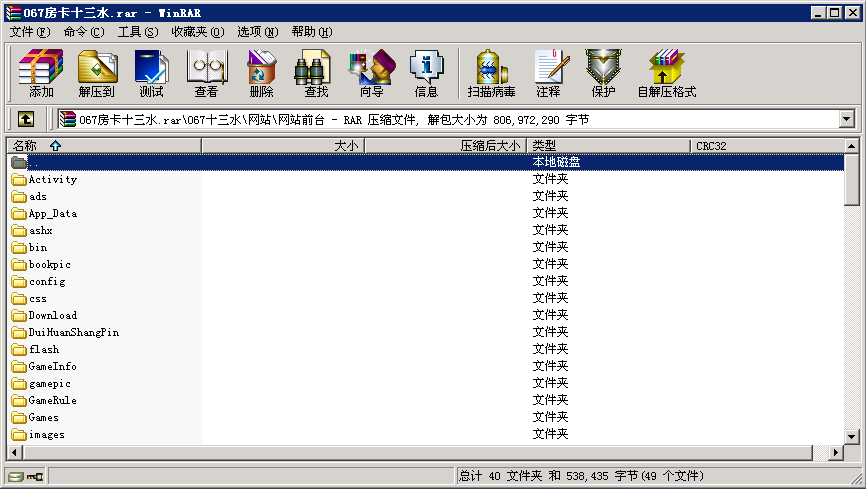 067房卡十三水.rar - WinRAR
文件(F) 命令(C) 工具(S) 收藏夹(O) 选项(N) 帮助(H)
添加 解压到 测试 查看 删除 查找 向导 信息 扫描病毒 注释 保护 自解压格式
067房卡十三水.rar\067十三水\网站\网站前台 - RAR 压缩文件, 解包大小为 806,972,290 字节
名称 大小 压缩后大小 类型 CRC32
.. 本地磁盘
Activity 文件夹
ads 文件夹
App_Data 文件夹
ashx 文件夹
bin 文件夹
bookpic 文件夹
config 文件夹
css 文件夹
Download 文件夹
DuiHuanShangPin 文件夹
flash 文件夹
GameInfo 文件夹
gamepic 文件夹
GameRule 文件夹
Games 文件夹
images 文件夹
总计 40 文件夹 和 538,435 字节(49 个文件)